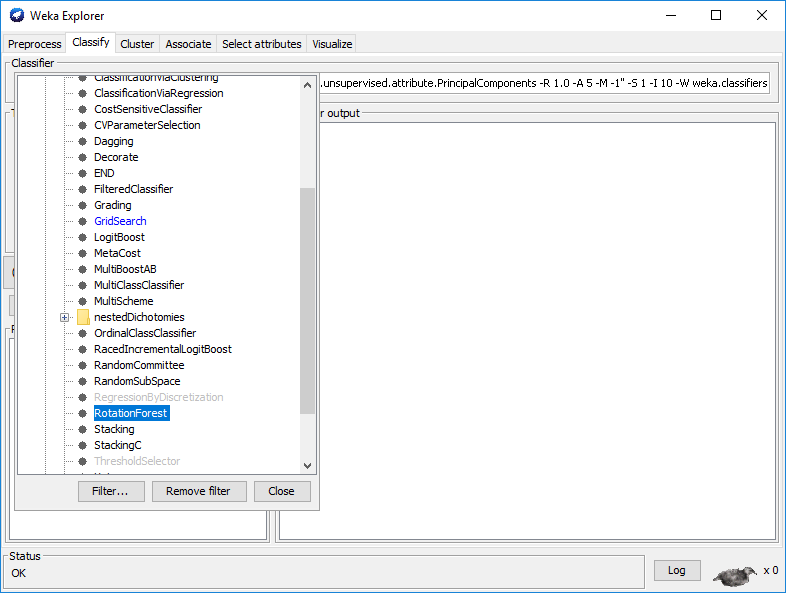 Weka Explorer
Preprocess Classify Cluster Associate Select attributes Visualize
Classifier
.unsupervised.attribute.PrincipalComponents -R 1.0 -A 5 -M -1" -S 1 -I 10 -W weka.classifiers
ClassificationViaClustering
ClassificationViaRegression
CostSensitiveClassifier
CVParameterSelection
Dagging
Decorate
END
FilteredClassifier
Grading
GridSearch
LogitBoost
MetaCost
MultiBoostAB
MultiClassClassifier
MultiScheme
nestedDichotomies
OrdinalClassClassifier
RacedIncrementalLogitBoost
RandomCommittee
RandomSubSpace
RegressionByDiscretization
RotationForest
Stacking
StackingC
ThresholdSelector
Filter... Remove filter Close
r output
Status
OK
Log
x 0